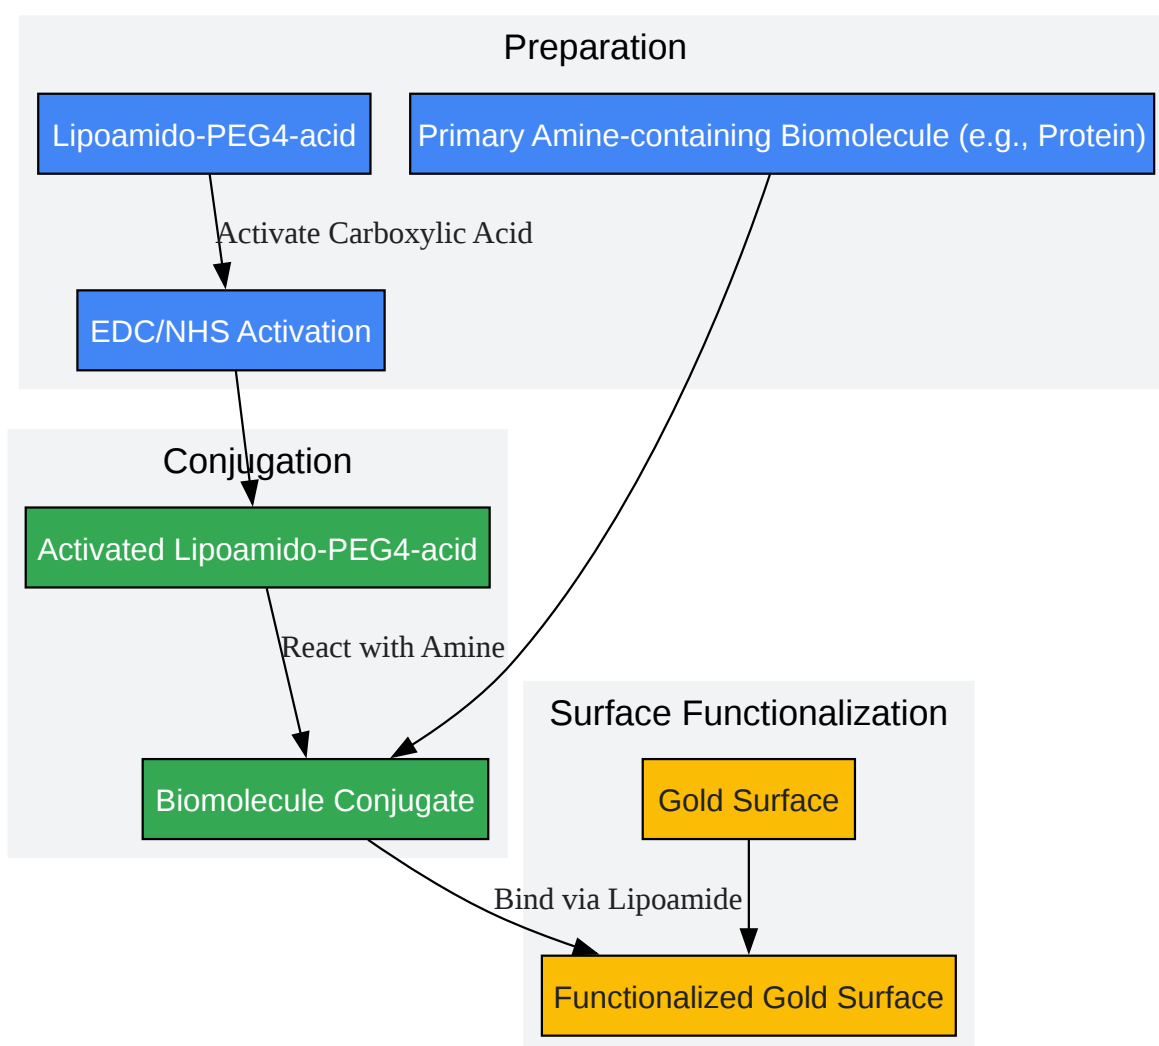 Preparation
Lipoamido-PEG4-acid
Primary Amine-containing Biomolecule (e.g., Protein)
Activate Carboxylic Acid
EDC/NHS Activation
Conjugation
Activated Lipoamido-PEG4-acid
React with Amine
Surface Functionalization
Biomolecule Conjugate
Gold Surface
Bind via Lipoamide
Functionalized Gold Surface